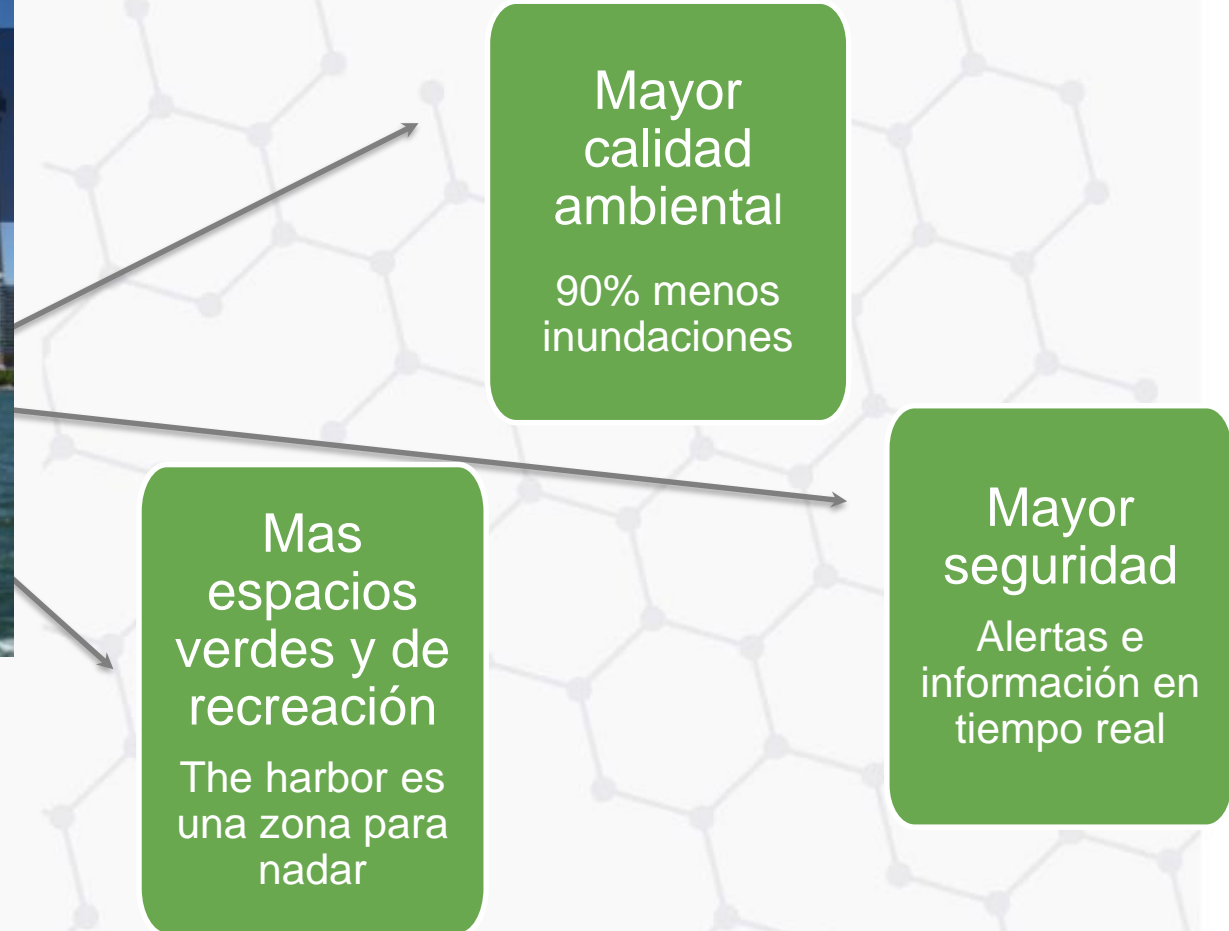 Mayor
calidad
ambiental
90% menos
inundaciones
Mas
espacios
verdes y de
recreación
The harbor es
una zona para
nadar
Mayor
seguridad
Alertas e
información en
tiempo real